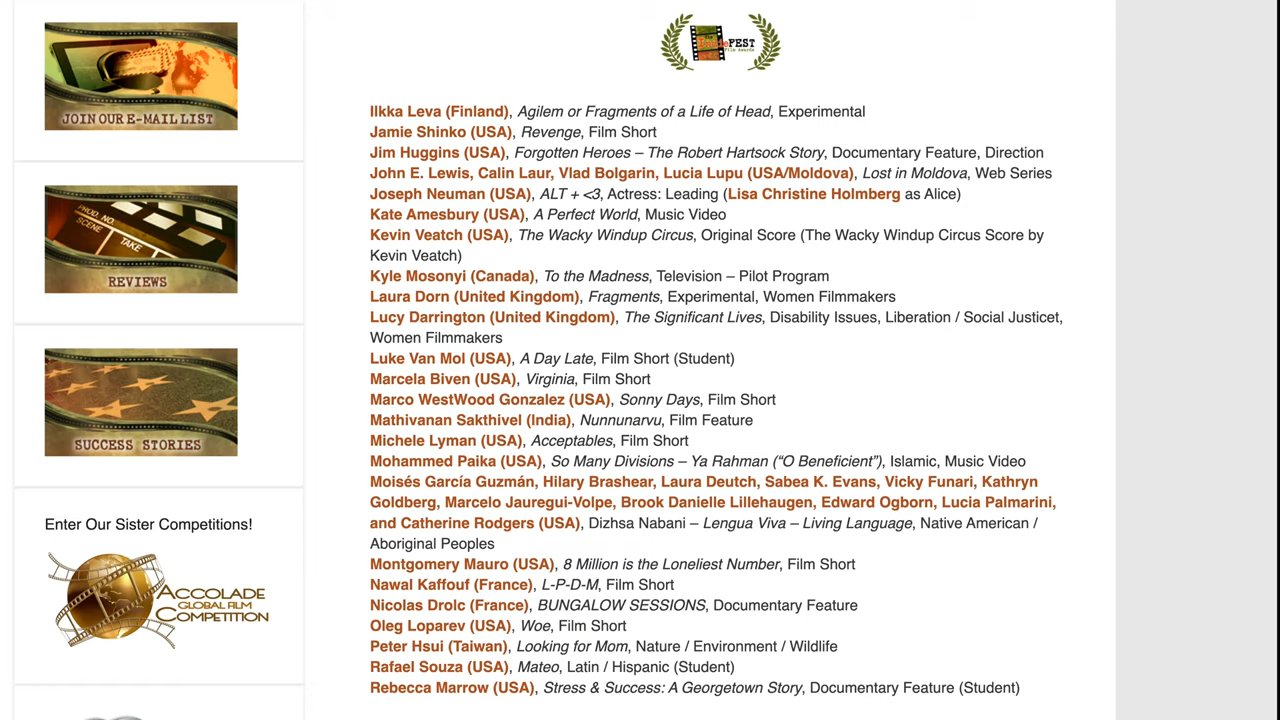 JOIN OUR E-MAIL LIST
PROD. NO.
SCENE
TAKE
REVIEWS
SUCCESS STORIES
Enter Our Sister Competitions!
ACCOLADE
GLOBAL FILM
COMPETITION
IndieFEST
Film Awards
Ilkka Leva (Finland), Agilem or Fragments of a Life of Head, Experimental
Jamie Shinko (USA), Revenge, Film Short
Jim Huggins (USA), Forgotten Heroes – The Robert Hartsock Story, Documentary Feature, Direction
John E. Lewis, Calin Laur, Vlad Bolgarin, Lucia Lupu (USA/Moldova), Lost in Moldova, Web Series
Joseph Neuman (USA), ALT + <3, Actress: Leading (Lisa Christine Holmberg as Alice)
Kate Amesbury (USA), A Perfect World, Music Video
Kevin Veatch (USA), The Wacky Windup Circus, Original Score (The Wacky Windup Circus Score by
Kevin Veatch)
Kyle Mosonyi (Canada), To the Madness, Television – Pilot Program
Laura Dorn (United Kingdom), Fragments, Experimental, Women Filmmakers
Lucy Darrington (United Kingdom), The Significant Lives, Disability Issues, Liberation / Social Justicet,
Women Filmmakers
Luke Van Mol (USA), A Day Late, Film Short (Student)
Marcela Biven (USA), Virginia, Film Short
Marco WestWood Gonzalez (USA), Sonny Days, Film Short
Mathivanan Sakthivel (India), Nunnunarvu, Film Feature
Michele Lyman (USA), Acceptables, Film Short
Mohammed Paika (USA), So Many Divisions – Ya Rahman (“O Beneficient”), Islamic, Music Video
Moisés García Guzmán, Hilary Brashear, Laura Deutch, Sabea K. Evans, Vicky Funari, Kathryn
Goldberg, Marcelo Jauregui-Volpe, Brook Danielle Lillehaugen, Edward Ogborn, Lucia Palmarini,
and Catherine Rodgers (USA), Dizhsa Nabani – Lengua Viva – Living Language, Native American /
Aboriginal Peoples
Montgomery Mauro (USA), 8 Million is the Loneliest Number, Film Short
Nawal Kaffouf (France), L-P-D-M, Film Short
Nicolas Drolc (France), BUNGALOW SESSIONS, Documentary Feature
Oleg Loparev (USA), Woe, Film Short
Peter Hsui (Taiwan), Looking for Mom, Nature / Environment / Wildlife
Rafael Souza (USA), Mateo, Latin / Hispanic (Student)
Rebecca Marrow (USA), Stress & Success: A Georgetown Story, Documentary Feature (Student)